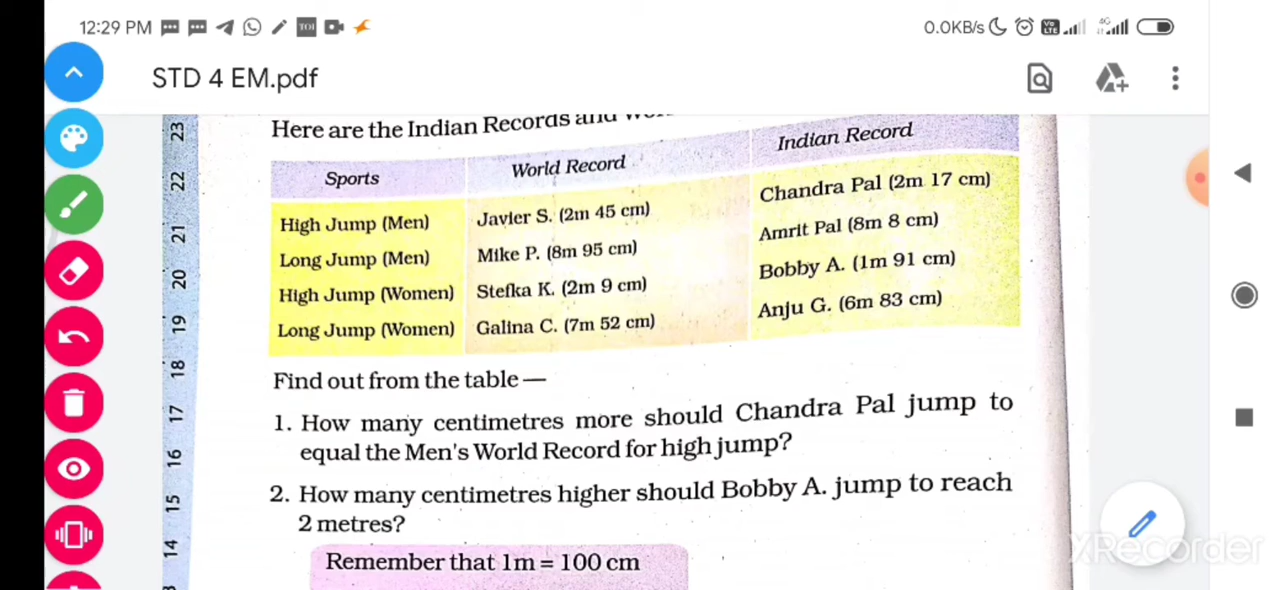 12:29 PM TOI 0.0KB/s Vo LTE 4G
STD 4 EM.pdf
Here are the Indian Records and
Sports World Record Indian Record
High Jump (Men) Javier S. (2m 45 cm) Chandra Pal (2m 17 cm)
Long Jump (Men) Mike P. (8m 95 cm) Amrit Pal (8m 8 cm)
High Jump (Women) Stefka K. (2m 9 cm) Bobby A. (1m 91 cm)
Long Jump (Women) Galina C. (7m 52 cm) Anju G. (6m 83 cm)
Find out from the table —
1. How many centimetres more should Chandra Pal jump to
equal the Men's World Record for high jump?
2. How many centimetres higher should Bobby A. jump to reach
2 metres?
Remember that 1m = 100 cm
23
22
21
20
19
18
17
16
15
14
XRecorder